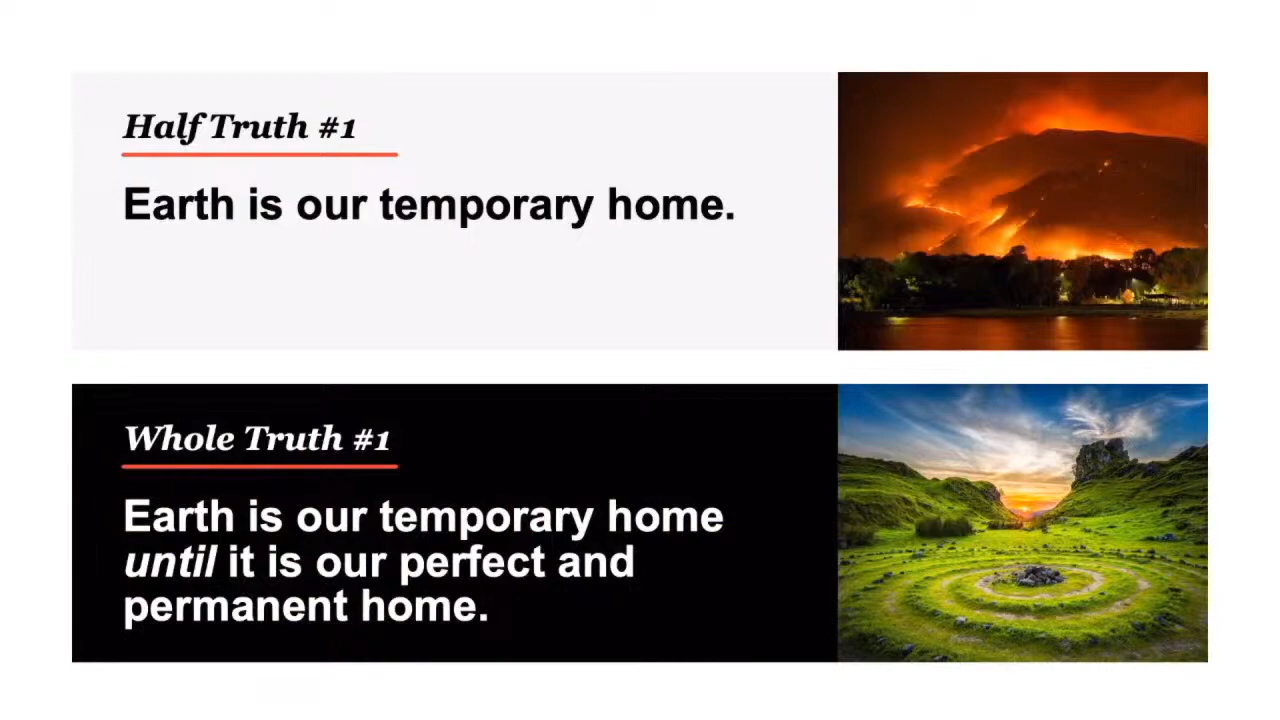 Half Truth #1
Earth is our temporary home.
Whole Truth #1
Earth is our temporary home
until it is our perfect and
permanent home.